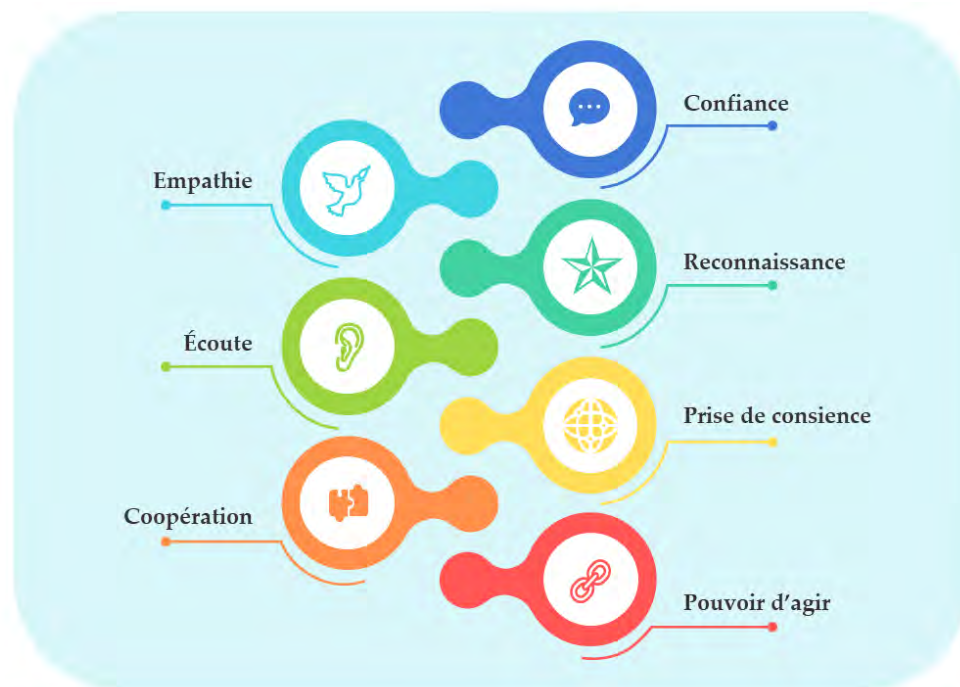 Confiance
Empathie
Reconnaissance
Écoute
Prise de consience
Coopération
Pouvoir d’agir